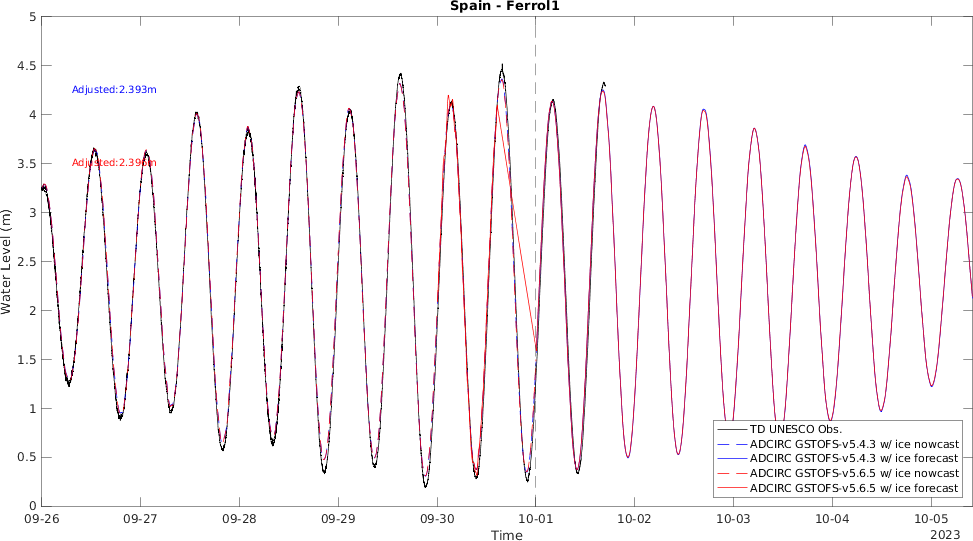 Spain - Ferrol1
5
4.5
4
3.5
3
2.5
2
1.5
1
0.5
0
Water Level (m)
Adjusted:2.393m
Adjusted:2.396m
TD UNESCO Obs.
ADCIRC GSTOFS-v5.4.3 w/ ice nowcast
ADCIRC GSTOFS-v5.4.3 w/ ice forecast
ADCIRC GSTOFS-v5.6.5 w/ ice nowcast
ADCIRC GSTOFS-v5.6.5 w/ ice forecast
09-26 09-27 09-28 09-29 09-30 10-01 10-02 10-03 10-04 10-05
Time
2023